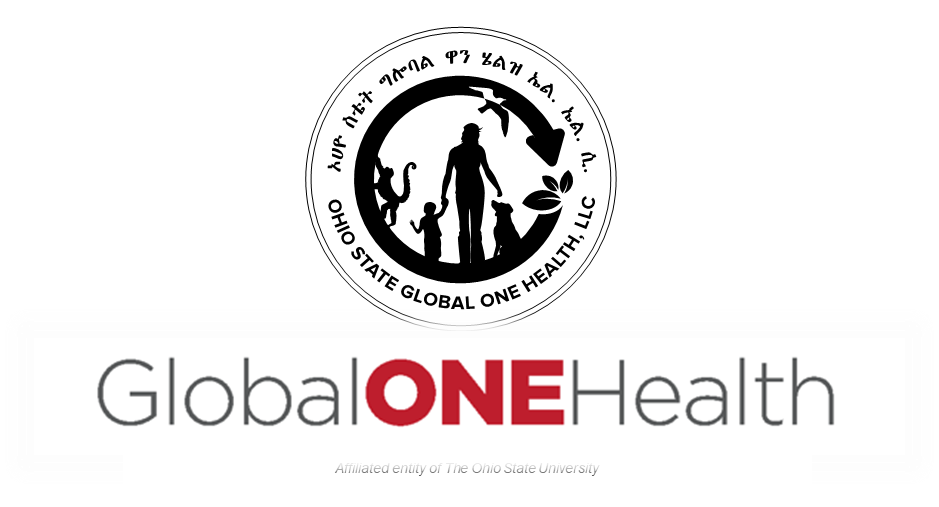 ኦሀዮ ስቴት ግሎባል ዋን ሄልዝ ኤል. ኤል. ሲ.
OHIO STATE GLOBAL ONE HEALTH, LLC
GlobalONEHealth
Affiliated entity of The Ohio State University